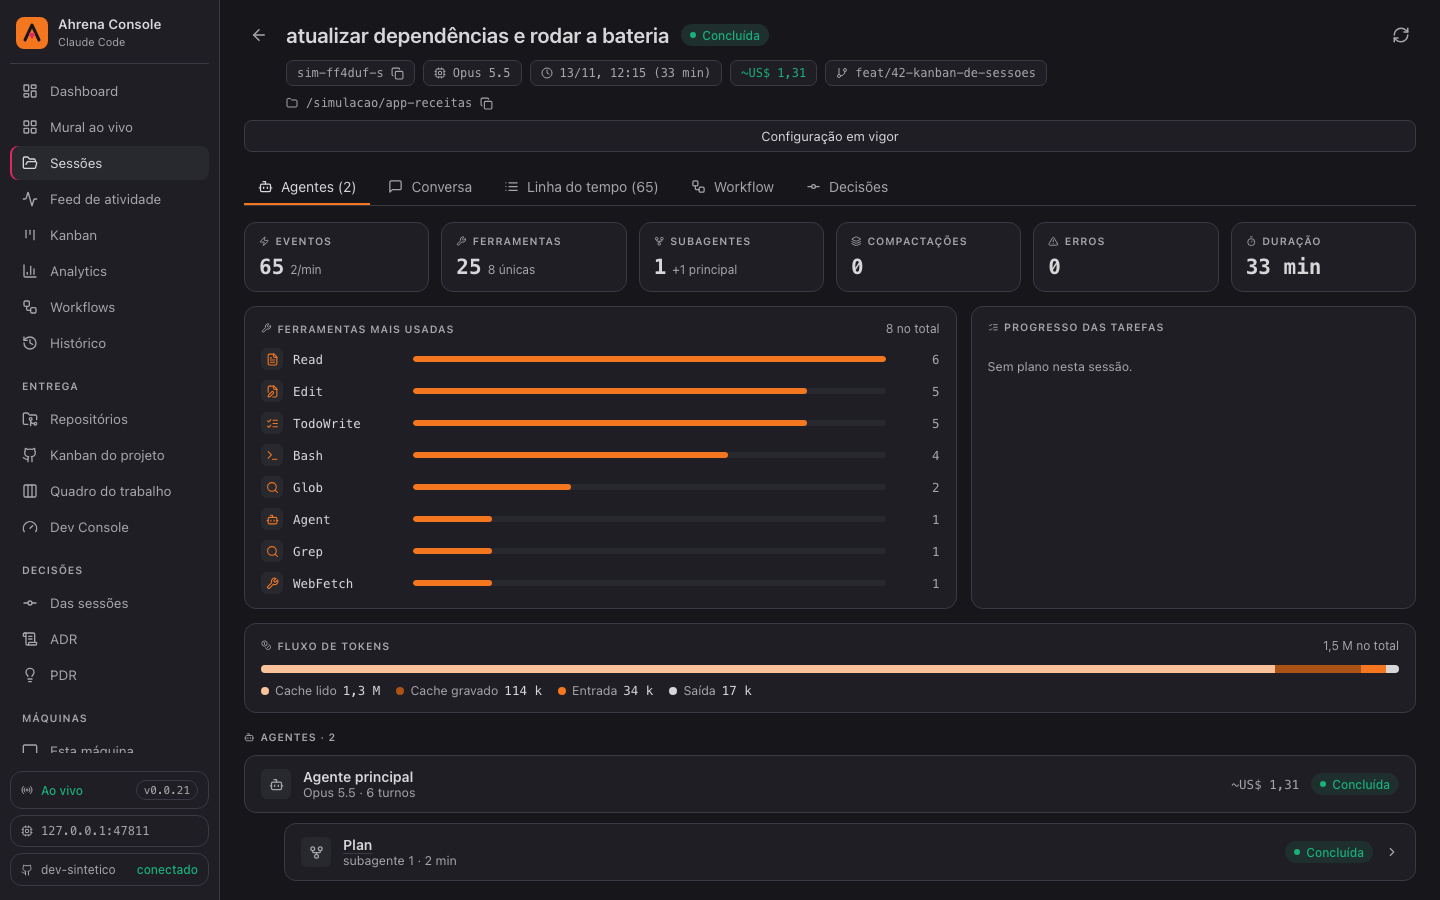 Ahrena Console
Claude Code
Dashboard
Mural ao vivo
Sessões
Feed de atividade
Kanban
Analytics
Workflows
Histórico
ENTREGA
Repositórios
Kanban do projeto
Quadro do trabalho
Dev Console
DECISÕES
Das sessões
ADR
PDR
MÁQUINAS
Esta máquina
Ao vivo v0.0.21
127.0.0.1:47811
dev-sintetico conectado
atualizar dependências e rodar a bateria Concluída
sim-ff4duf-s Opus 5.5 13/11, 12:15 (33 min) ~US$ 1,31 feat/42-kanban-de-sessoes
/simulacao/app-receitas
Configuração em vigor
Agentes (2) Conversa Linha do tempo (65) Workflow Decisões
EVENTOS FERRAMENTAS SUBAGENTES COMPACTAÇÕES ERROS DURAÇÃO
65 2/min 25 8 únicas 1 +1 principal 0 0 33 min
FERRAMENTAS MAIS USADAS 8 no total
Read 6
Edit 5
TodoWrite 5
Bash 4
Glob 2
Agent 1
Grep 1
WebFetch 1
PROGRESSO DAS TAREFAS
Sem plano nesta sessão.
FLUXO DE TOKENS 1,5 M no total
Cache lido 1,3 M Cache gravado 114 k Entrada 34 k Saída 17 k
AGENTES · 2
Agente principal
Opus 5.5 · 6 turnos
~US$ 1,31 Concluída
Plan
subagente 1 · 2 min
Concluída